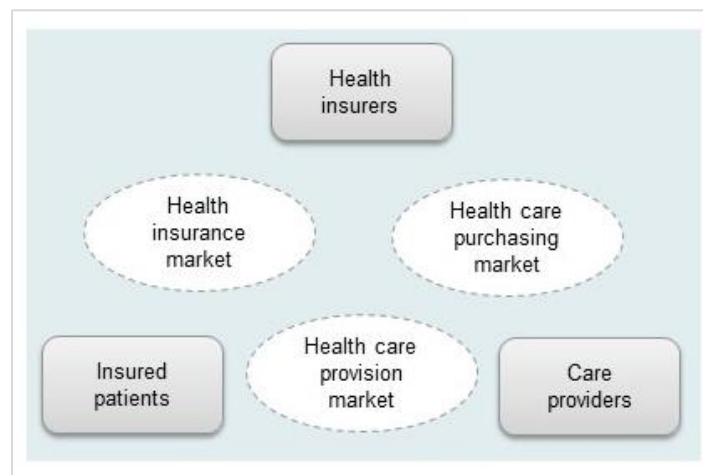 Health
insurers
Health
insurance
market
Health care
purchasing
market
Insured
patients
Health care
provision
market
Care
providers